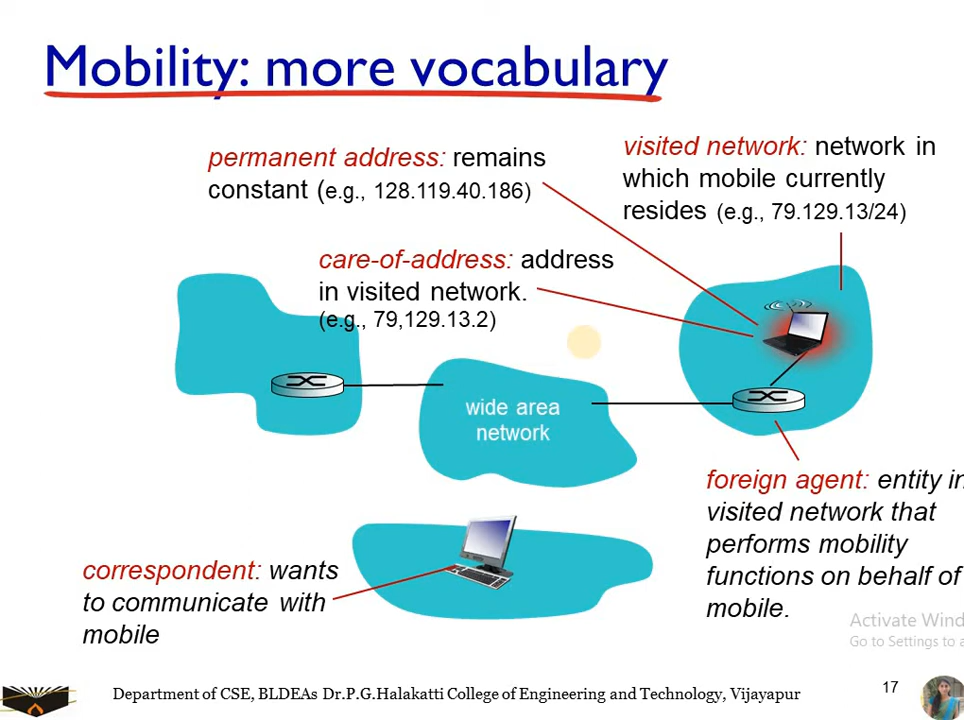 Mobility: more vocabulary
permanent address: remains
constant (e.g., 128.119.40.186)
visited network: network in
which mobile currently
resides (e.g., 79.129.13/24)
care-of-address: address
in visited network.
(e.g., 79,129.13.2)
wide area
network
foreign agent: entity in
visited network that
performs mobility
functions on behalf of
mobile.
correspondent: wants
to communicate with
mobile
Activate Wind
Go to Settings to a
Department of CSE, BLDEAs Dr.P.G.Halakatti College of Engineering and Technology, Vijayapur
17